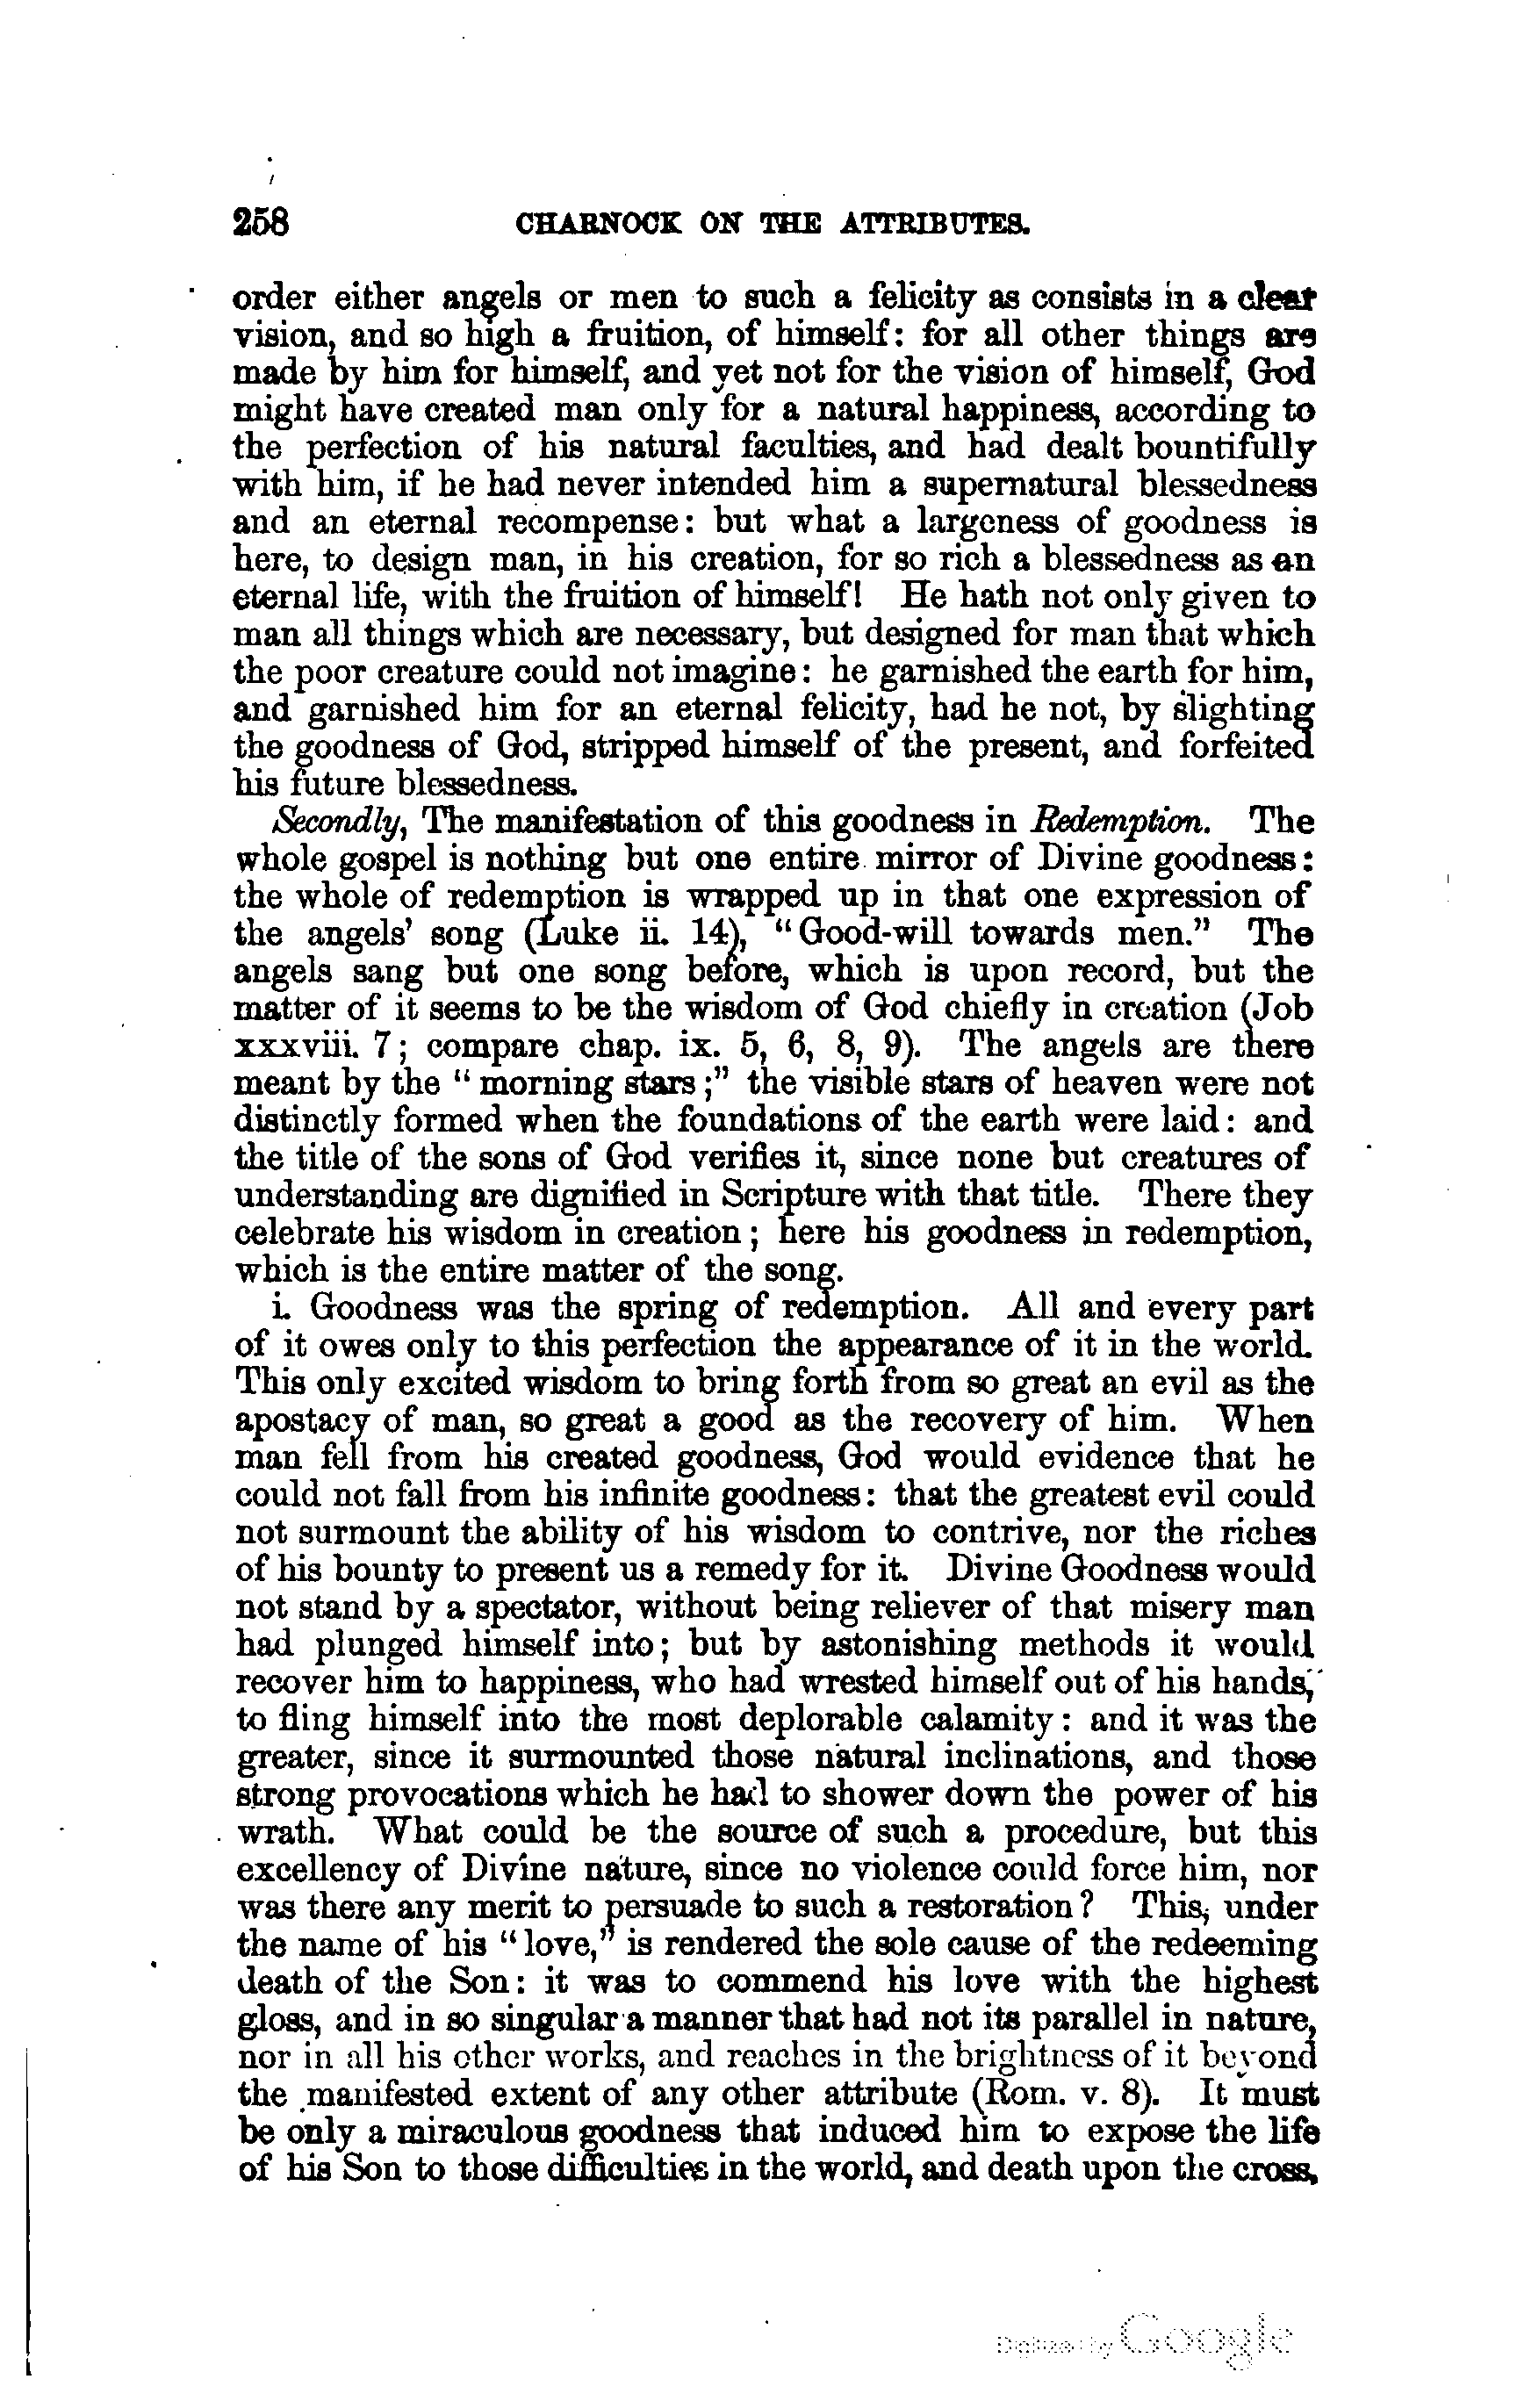 258 CHARNOCK ON THE ATTRIBUTES.
order either angels or men to such a felicity as consists in a clear
vision, and so high a fruition, of himself: for all other things are
made by him for himself, and yet not for the vision of himself, God
might have created man only for a natural happiness, according to
the perfection of his natural faculties, and had dealt bountifully
with him, if he had never intended him a supernatural blessedness
and an eternal recompense: but what a largeness of goodness is
here, to design man, in his creation, for so rich a blessedness as an
eternal life, with the fruition of himself! He hath not only given to
man all things which are necessary, but designed for man that which
the poor creature could not imagine: he garnished the earth for him,
and garnished him for an eternal felicity, had he not, by slighting
the goodness of God, stripped himself of the present, and forfeited
his future blessedness.
Secondly, The manifestation of this goodness in Redemption. The
whole gospel is nothing but one entire mirror of Divine goodness:
the whole of redemption is wrapped up in that one expression of
the angels' song (Luke ii. 14), "Good-will towards men." The
angels sang but one song before, which is upon record, but the
matter of it seems to be the wisdom of God chiefly in creation (Job
xxxviii. 7; compare chap. ix. 5, 6, 8, 9). The angels are there
meant by the "morning stars;" the visible stars of heaven were not
distinctly formed when the foundations of the earth were laid: and
the title of the sons of God verifies it, since none but creatures of
understanding are dignified in Scripture with that title. There they
celebrate his wisdom in creation; here his goodness in redemption,
which is the entire matter of the song.
i. Goodness was the spring of redemption. All and every part
of it owes only to this perfection the appearance of it in the world.
This only excited wisdom to bring forth from so great an evil as the
apostacy of man, so great a good as the recovery of him. When
man fell from his created goodness, God would evidence that he
could not fall from his infinite goodness: that the greatest evil could
not surmount the ability of his wisdom to contrive, nor the riches
of his bounty to present us a remedy for it. Divine Goodness would
not stand by a spectator, without being reliever of that misery man
had plunged himself into; but by astonishing methods it would
recover him to happiness, who had wrested himself out of his hands,
to fling himself into the most deplorable calamity: and it was the
greater, since it surmounted those natural inclinations, and those
strong provocations which he had to shower down the power of his
wrath. What could be the source of such a procedure, but this
excellency of Divine nature, since no violence could force him, nor
was there any merit to persuade to such a restoration? This, under
the name of his "love," is rendered the sole cause of the redeeming
death of the Son: it was to commend his love with the highest
gloss, and in so singular a manner that had not its parallel in nature,
nor in all his other works, and reaches in the brightness of it beyond
the manifested extent of any other attribute (Rom. v. 8). It must
be only a miraculous goodness that induced him to expose the life
of his Son to those difficulties in the world, and death upon the cross,
Digitized by Google